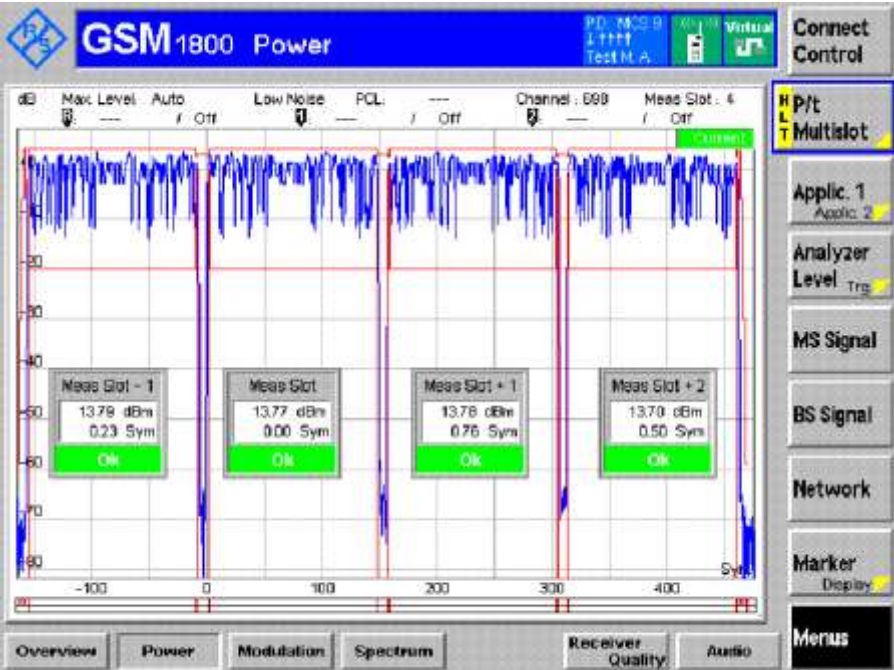 R&S
GSM 1800 Power
P.D. MCS 9
↓↑↑↑↑
Test M. A
Virtual
Connect
Control
dB Max. Level: Auto Low Noise PCL: --- Channel : 698 Meas Slot : 4
--- / Off 1 --- / Off 2 --- / Off
Current
HLT
P/t
Multislot
Applic. 1
Applic. 2
Analyzer
Level Trg
MS Signal
BS Signal
Network
Marker
Display
Menus
-20
-30
-40
-50
-60
-70
-80
Meas Slot - 1
13.79 dBm
0.23 Sym
Ok
Meas Slot
13.77 dBm
0.00 Sym
Ok
Meas Slot + 1
13.78 dBm
0.76 Sym
Ok
Meas Slot + 2
13.70 dBm
0.50 Sym
Ok
Sym
-100 0 100 200 300 400
Overview Power Modulation Spectrum Receiver Quality Audio